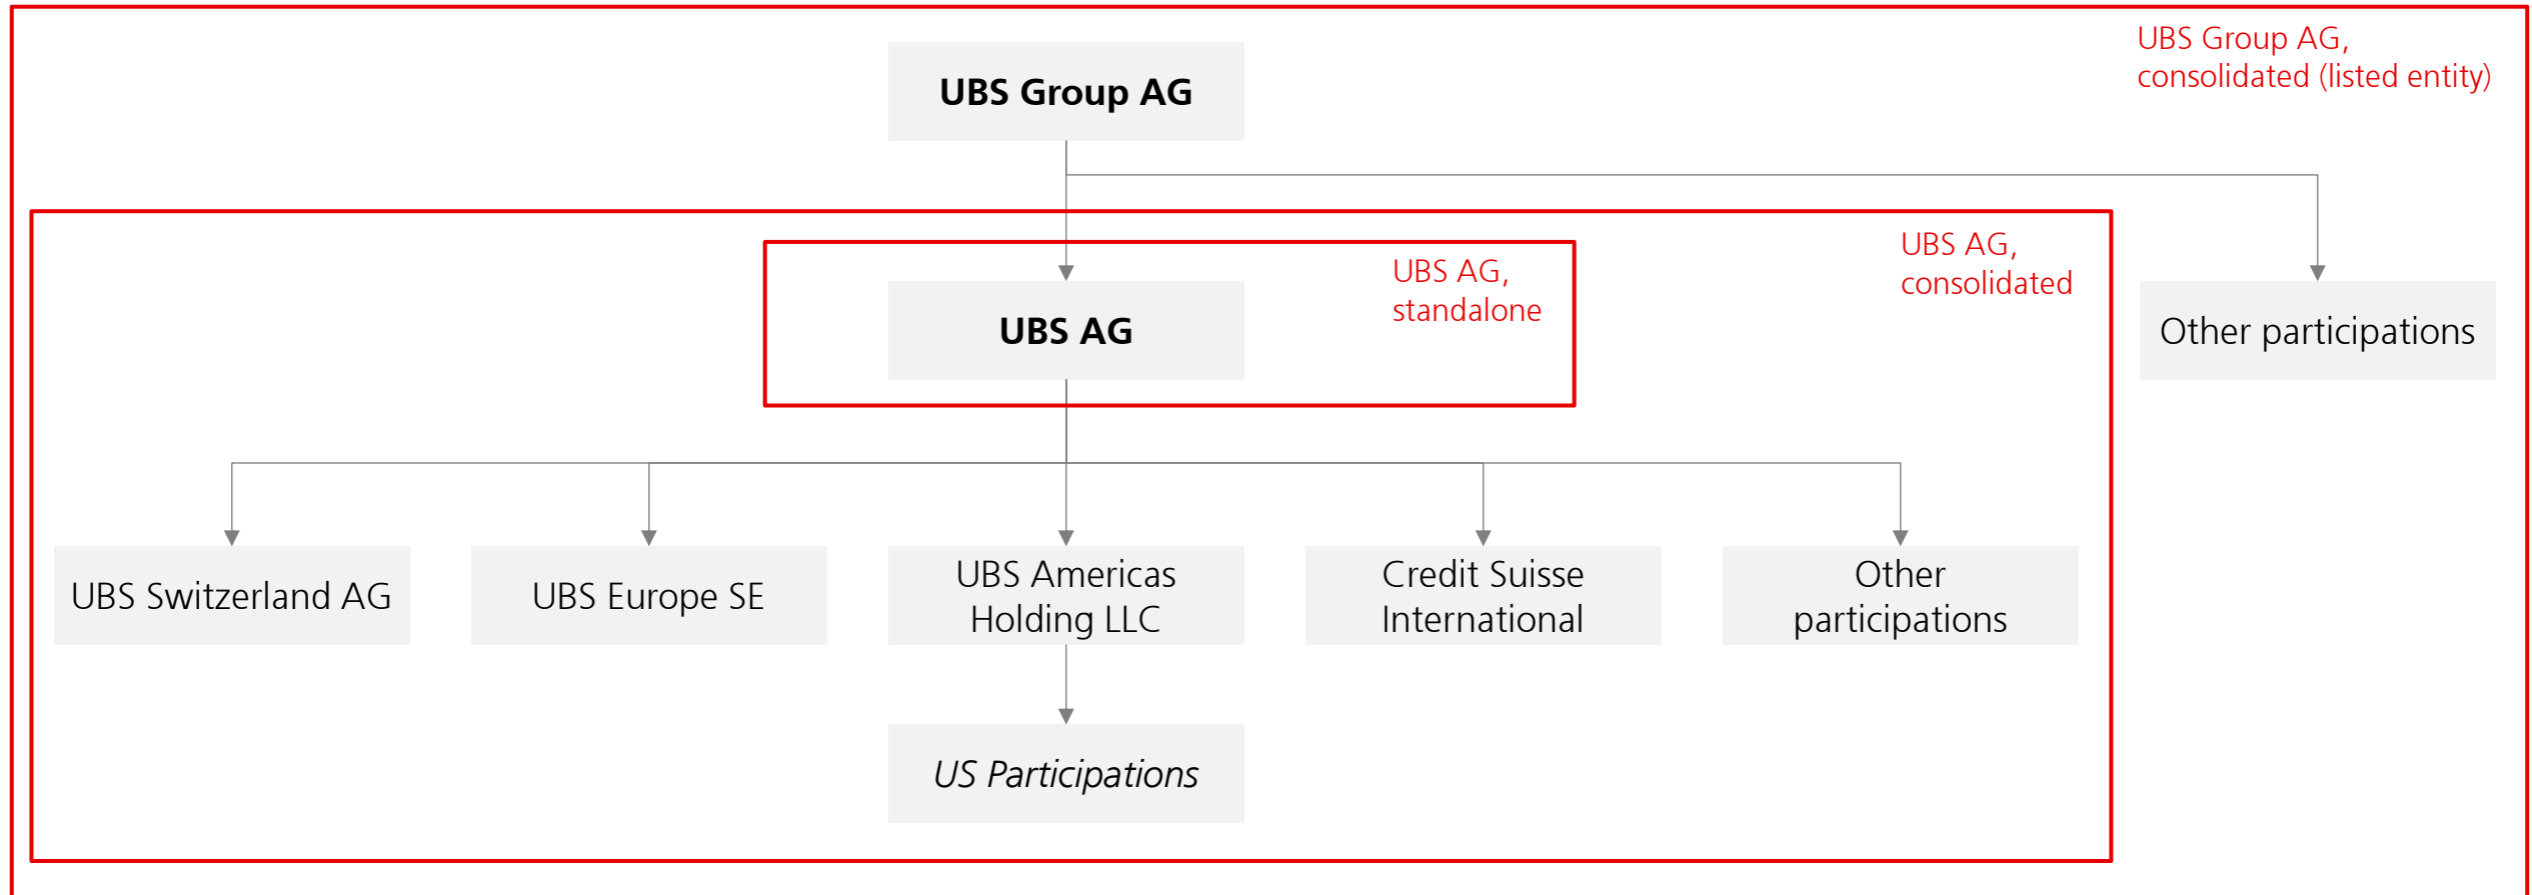 UBS Group AG,
consolidated (listed entity)
UBS Group AG
UBS AG,
consolidated
UBS AG,
standalone
UBS AG
Other participations
UBS Switzerland AG
UBS Europe SE
UBS Americas
Holding LLC
Credit Suisse
International
Other
participations
US Participations